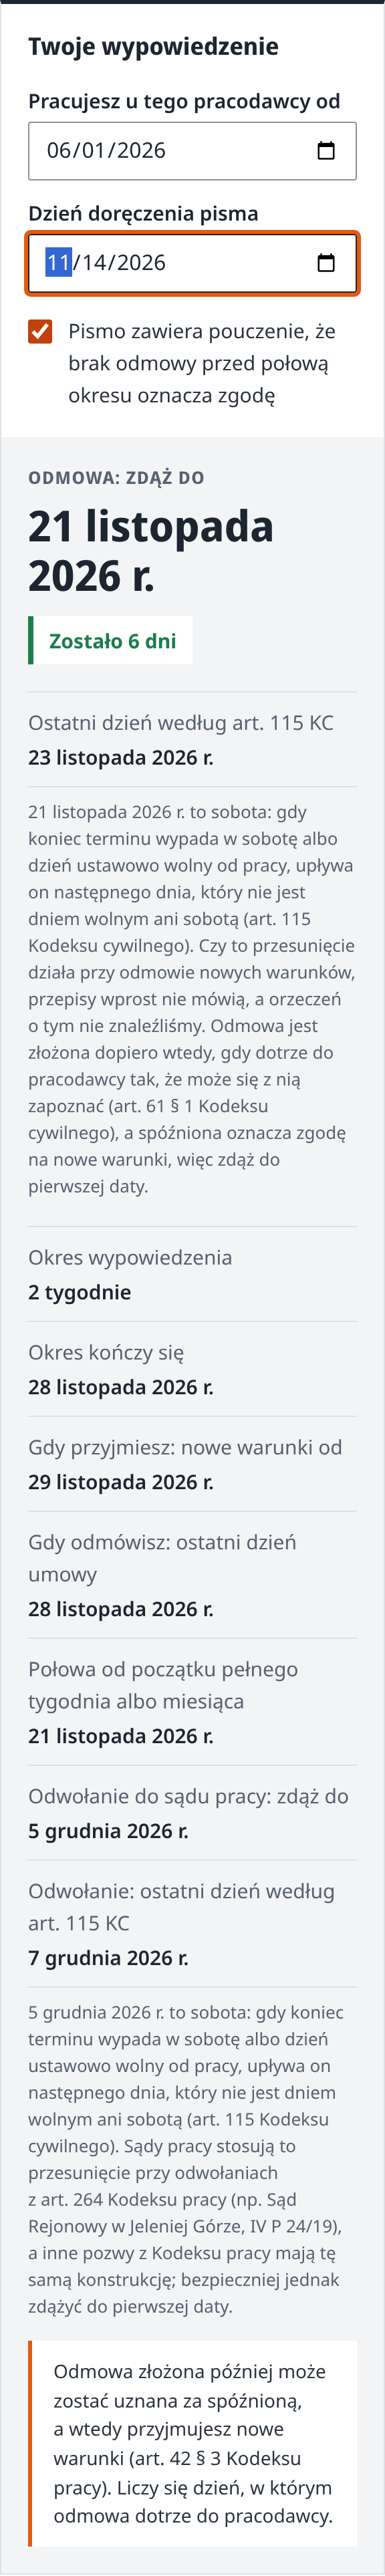 Twoje wypowiedzenie
Pracujesz u tego pracodawcy od
06/01/2026
Dzień doręczenia pisma
11/14/2026
Pismo zawiera pouczenie, że
brak odmowy przed połową
okresu oznacza zgodę
ODMOWA: ZDĄŻ DO
21 listopada
2026 r.
Zostało 6 dni
Ostatni dzień według art. 115 KC
23 listopada 2026 r.
21 listopada 2026 r. to sobota: gdy
koniec terminu wypada w sobotę albo
dzień ustawowo wolny od pracy, upływa
on następnego dnia, który nie jest
dniem wolnym ani sobotą (art. 115
Kodeksu cywilnego). Czy to przesunięcie
działa przy odmowie nowych warunków,
przepisy wprost nie mówią, a orzeczeń
o tym nie znaleźliśmy. Odmowa jest
złożona dopiero wtedy, gdy dotrze do
pracodawcy tak, że może się z nią
zapoznać (art. 61 § 1 Kodeksu
cywilnego), a spóźniona oznacza zgodę
na nowe warunki, więc zdąż do
pierwszej daty.
Okres wypowiedzenia
2 tygodnie
Okres kończy się
28 listopada 2026 r.
Gdy przyjmiesz: nowe warunki od
29 listopada 2026 r.
Gdy odmówisz: ostatni dzień
umowy
28 listopada 2026 r.
Połowa od początku pełnego
tygodnia albo miesiąca
21 listopada 2026 r.
Odwołanie do sądu pracy: zdąż do
5 grudnia 2026 r.
Odwołanie: ostatni dzień według
art. 115 KC
7 grudnia 2026 r.
5 grudnia 2026 r. to sobota: gdy koniec
terminu wypada w sobotę albo dzień
ustawowo wolny od pracy, upływa on
następnego dnia, który nie jest dniem
wolnym ani sobotą (art. 115 Kodeksu
cywilnego). Sądy pracy stosują to
przesunięcie przy odwołaniach
z art. 264 Kodeksu pracy (np. Sąd
Rejonowy w Jeleniej Górze, IV P 24/19),
a inne pozwy z Kodeksu pracy mają tę
samą konstrukcję; bezpieczniej jednak
zdążyć do pierwszej daty.
Odmowa złożona później może
zostać uznana za spóźnioną,
a wtedy przyjmujesz nowe
warunki (art. 42 § 3 Kodeksu
pracy). Liczy się dzień, w którym
odmowa dotrze do pracodawcy.